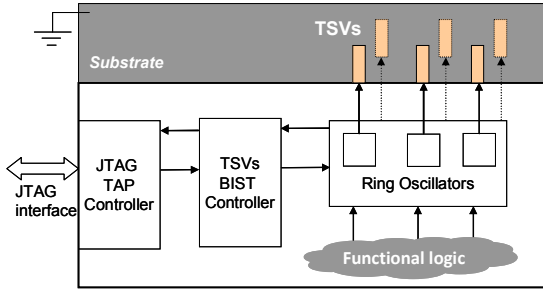 TSVs
Substrate
JTAG
TAP
Controller
TSVs
BIST
Controller
Ring Oscillators
JTAG
interface
Functional logic